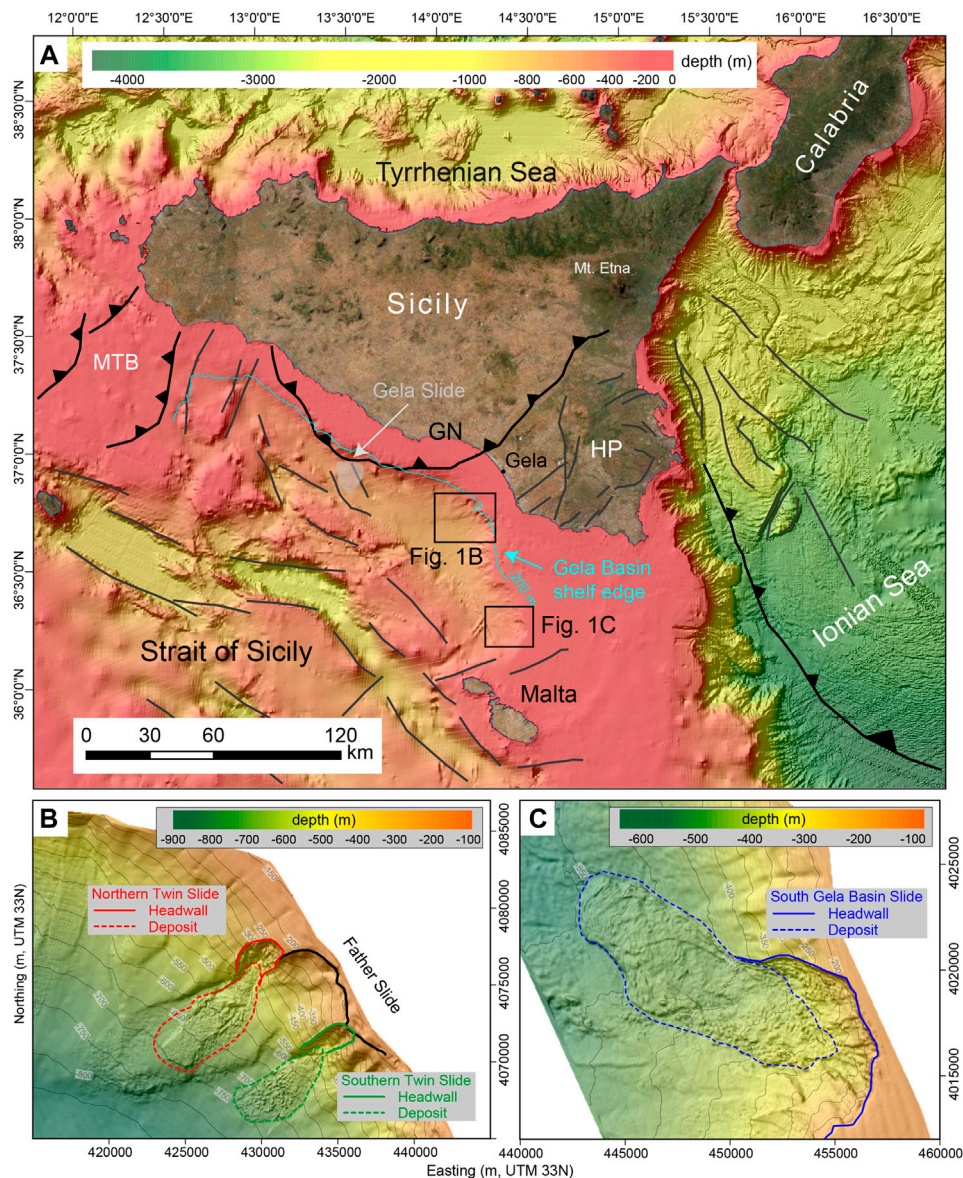 12°0'0"E 12°30'0"E 13°0'0"E 13°30'0"E 14°0'0"E 14°30'0"E 15°0'0"E 15°30'0"E 16°0'0"E 16°30'0"E
A
-4000 -3000 -2000 -1000 -600 -400 -200 0 depth (m)
38°30'0"N
38°0'0"N
37°30'0"N
37°0'0"N
36°30'0"N
36°0'0"N
Calabria
Tyrrhenian Sea
Mt. Etna
Sicily
MTB
Gela Slide
GN
Gela
HP
Fig. 1B
Gela Basin
shelf edge
-200 m
Fig. 1C
Ionian Sea
Strait of Sicily
Malta
0 30 60 120
km
B
depth (m)
-900 -800 -700 -600 -500 -400 -300 -200 -100
Northern Twin Slide
Headwall
Deposit
Father Slide
Southern Twin Slide
Headwall
Deposit
Northing (m, UTM 33N)
4085000
4080000
4075000
4070000
420000 425000 430000 435000 440000
C
depth (m)
-600 -500 -400 -300 -200 -100
South Gela Basin Slide
Headwall
Deposit
4025000
4020000
4015000
440000 445000 450000 455000 460000
Easting (m, UTM 33N)